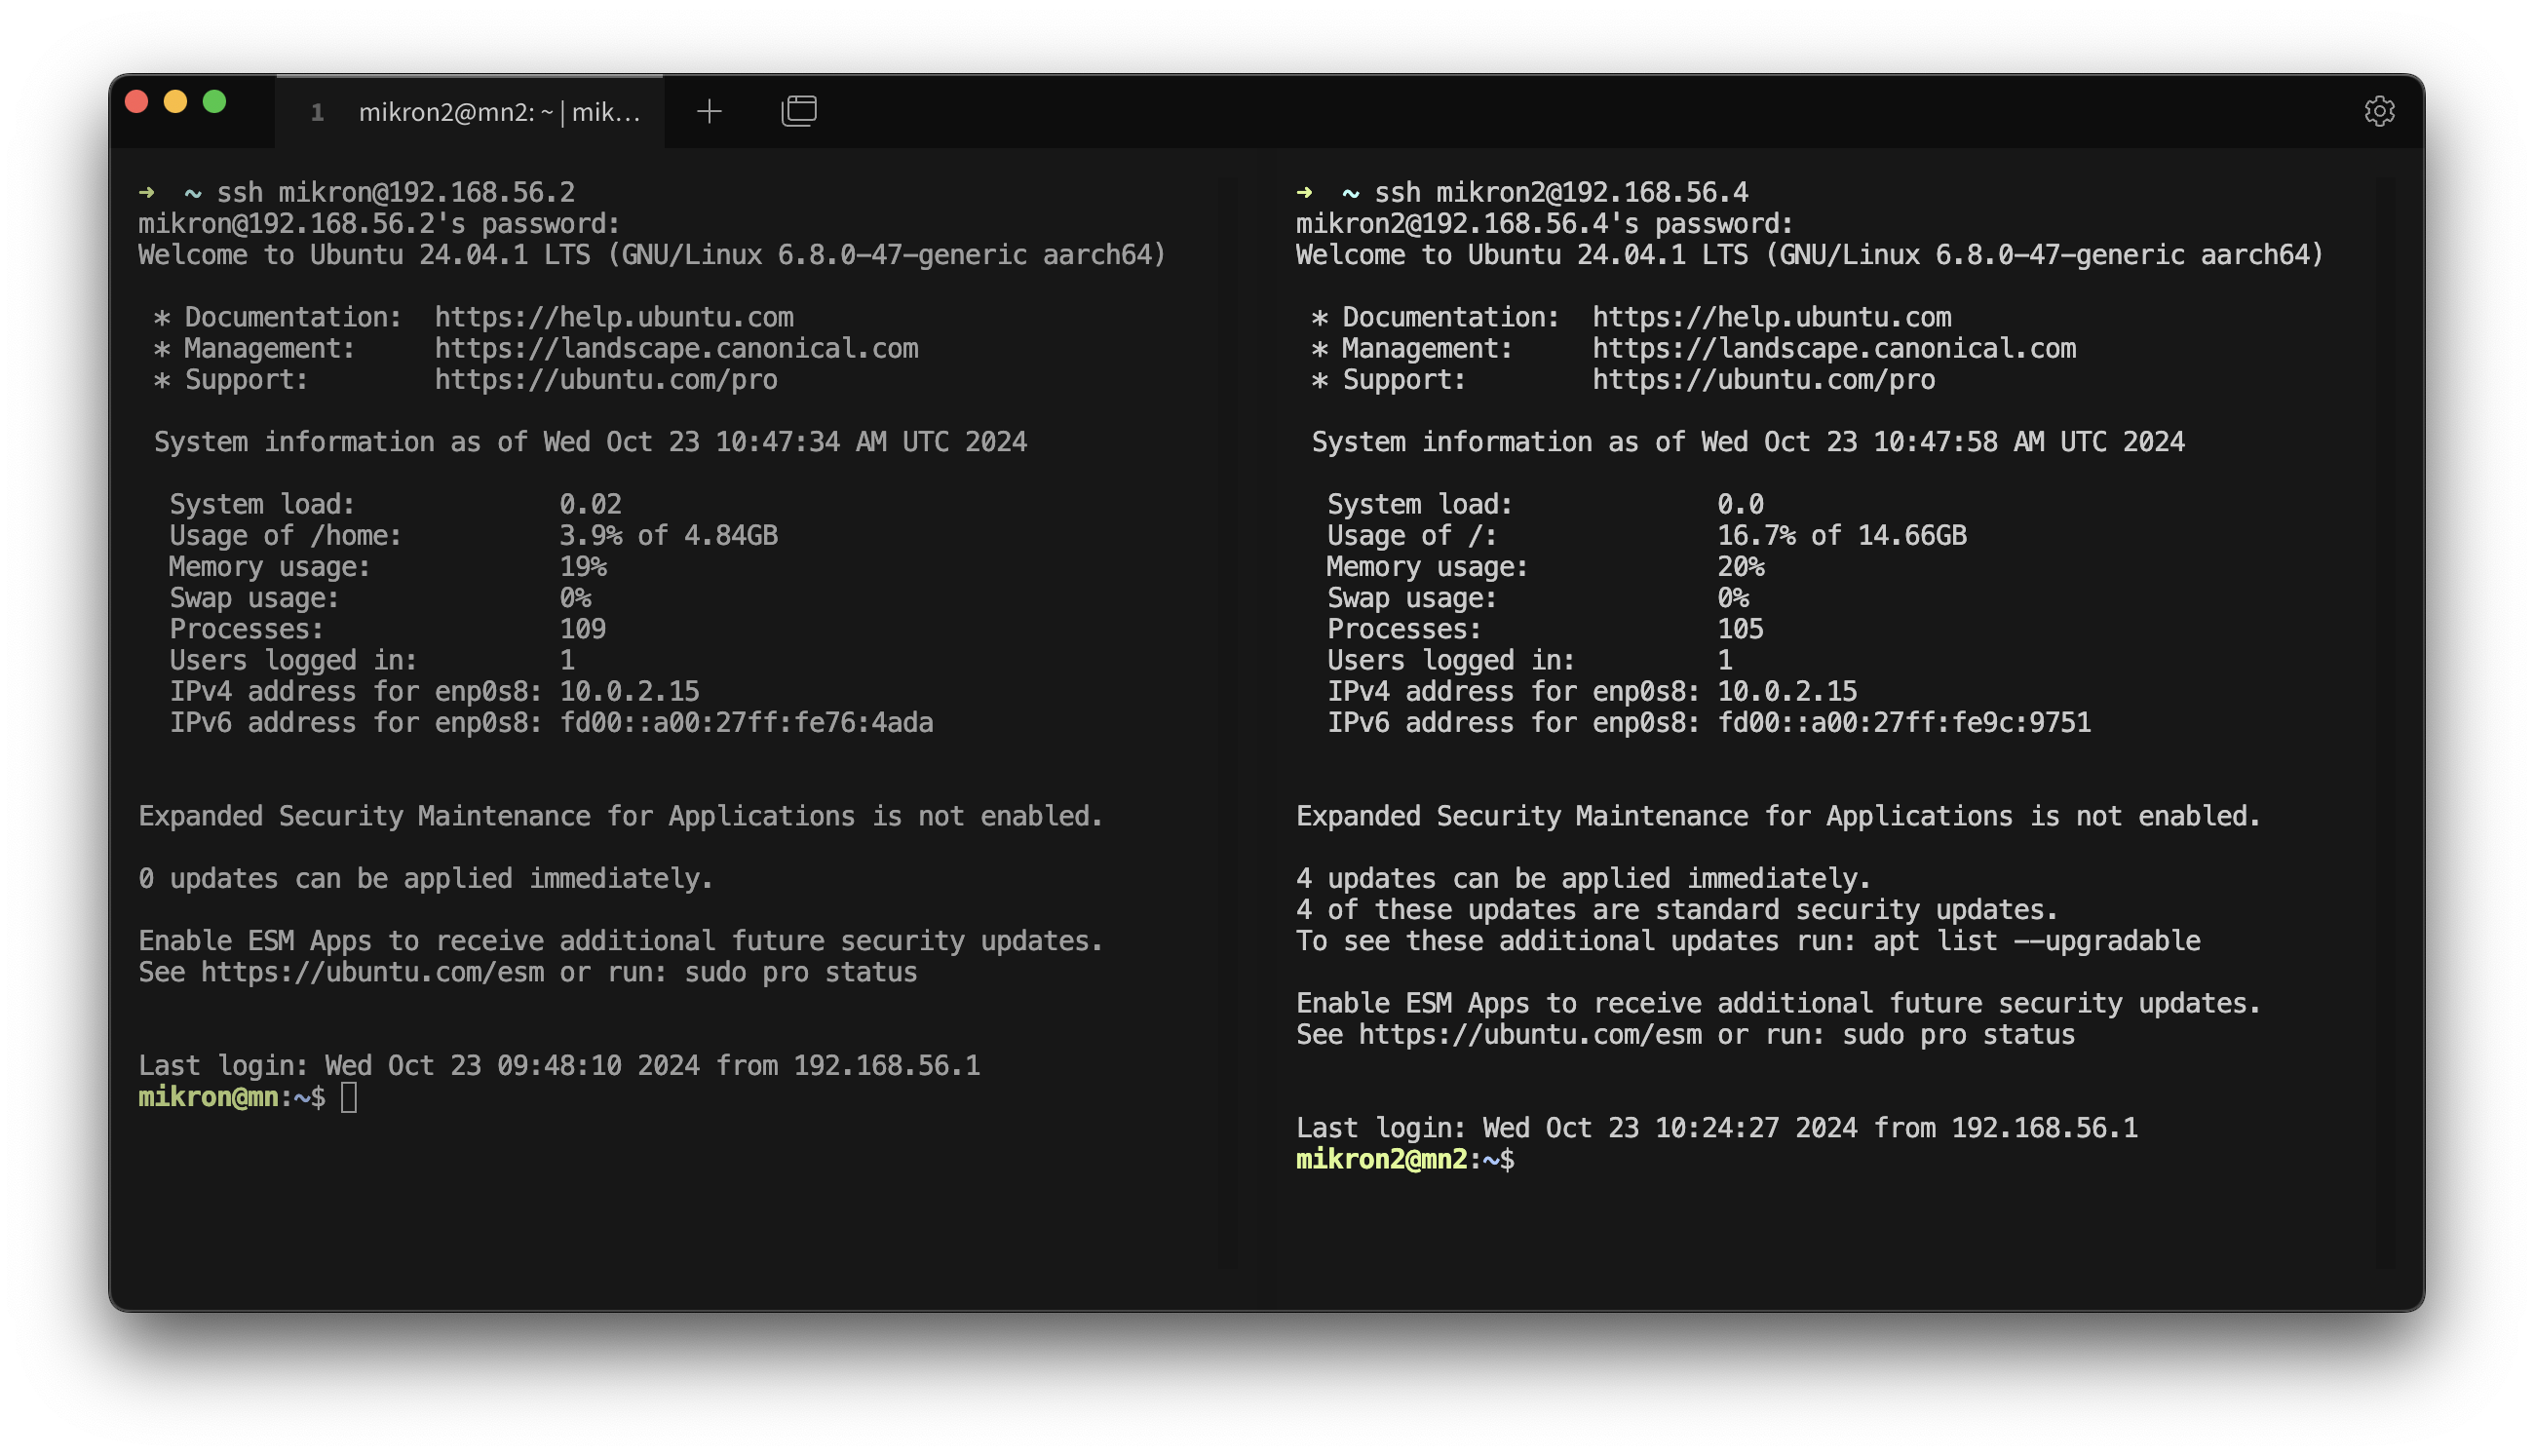 1 mikron2@mn2: ~ | mik…
➜  ~ ssh mikron@192.168.56.2
mikron@192.168.56.2's password:
Welcome to Ubuntu 24.04.1 LTS (GNU/Linux 6.8.0-47-generic aarch64)

 * Documentation:  https://help.ubuntu.com
 * Management:     https://landscape.canonical.com
 * Support:        https://ubuntu.com/pro

 System information as of Wed Oct 23 10:47:34 AM UTC 2024

  System load:             0.02
  Usage of /home:          3.9% of 4.84GB
  Memory usage:            19%
  Swap usage:              0%
  Processes:               109
  Users logged in:         1
  IPv4 address for enp0s8: 10.0.2.15
  IPv6 address for enp0s8: fd00::a00:27ff:fe76:4ada

Expanded Security Maintenance for Applications is not enabled.

0 updates can be applied immediately.

Enable ESM Apps to receive additional future security updates.
See https://ubuntu.com/esm or run: sudo pro status

Last login: Wed Oct 23 09:48:10 2024 from 192.168.56.1
mikron@mn:~$
➜  ~ ssh mikron2@192.168.56.4
mikron2@192.168.56.4's password:
Welcome to Ubuntu 24.04.1 LTS (GNU/Linux 6.8.0-47-generic aarch64)

 * Documentation:  https://help.ubuntu.com
 * Management:     https://landscape.canonical.com
 * Support:        https://ubuntu.com/pro

 System information as of Wed Oct 23 10:47:58 AM UTC 2024

  System load:             0.0
  Usage of /:              16.7% of 14.66GB
  Memory usage:            20%
  Swap usage:              0%
  Processes:               105
  Users logged in:         1
  IPv4 address for enp0s8: 10.0.2.15
  IPv6 address for enp0s8: fd00::a00:27ff:fe9c:9751

Expanded Security Maintenance for Applications is not enabled.

4 updates can be applied immediately.
4 of these updates are standard security updates.
To see these additional updates run: apt list --upgradable

Enable ESM Apps to receive additional future security updates.
See https://ubuntu.com/esm or run: sudo pro status

Last login: Wed Oct 23 10:24:27 2024 from 192.168.56.1
mikron2@mn2:~$